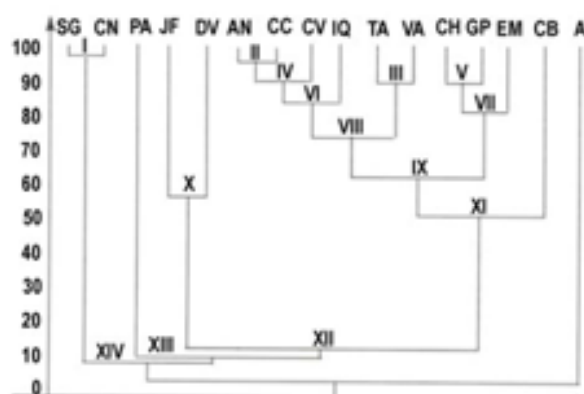 SG CN PA JF DV AN CC CV IQ TA VA CH GP EM CB A
100 I II
90 IV III V
80 VI VII
70 VIII
60 IX
X
50 XI
40
30
20
XII
10 XIV XIII
0